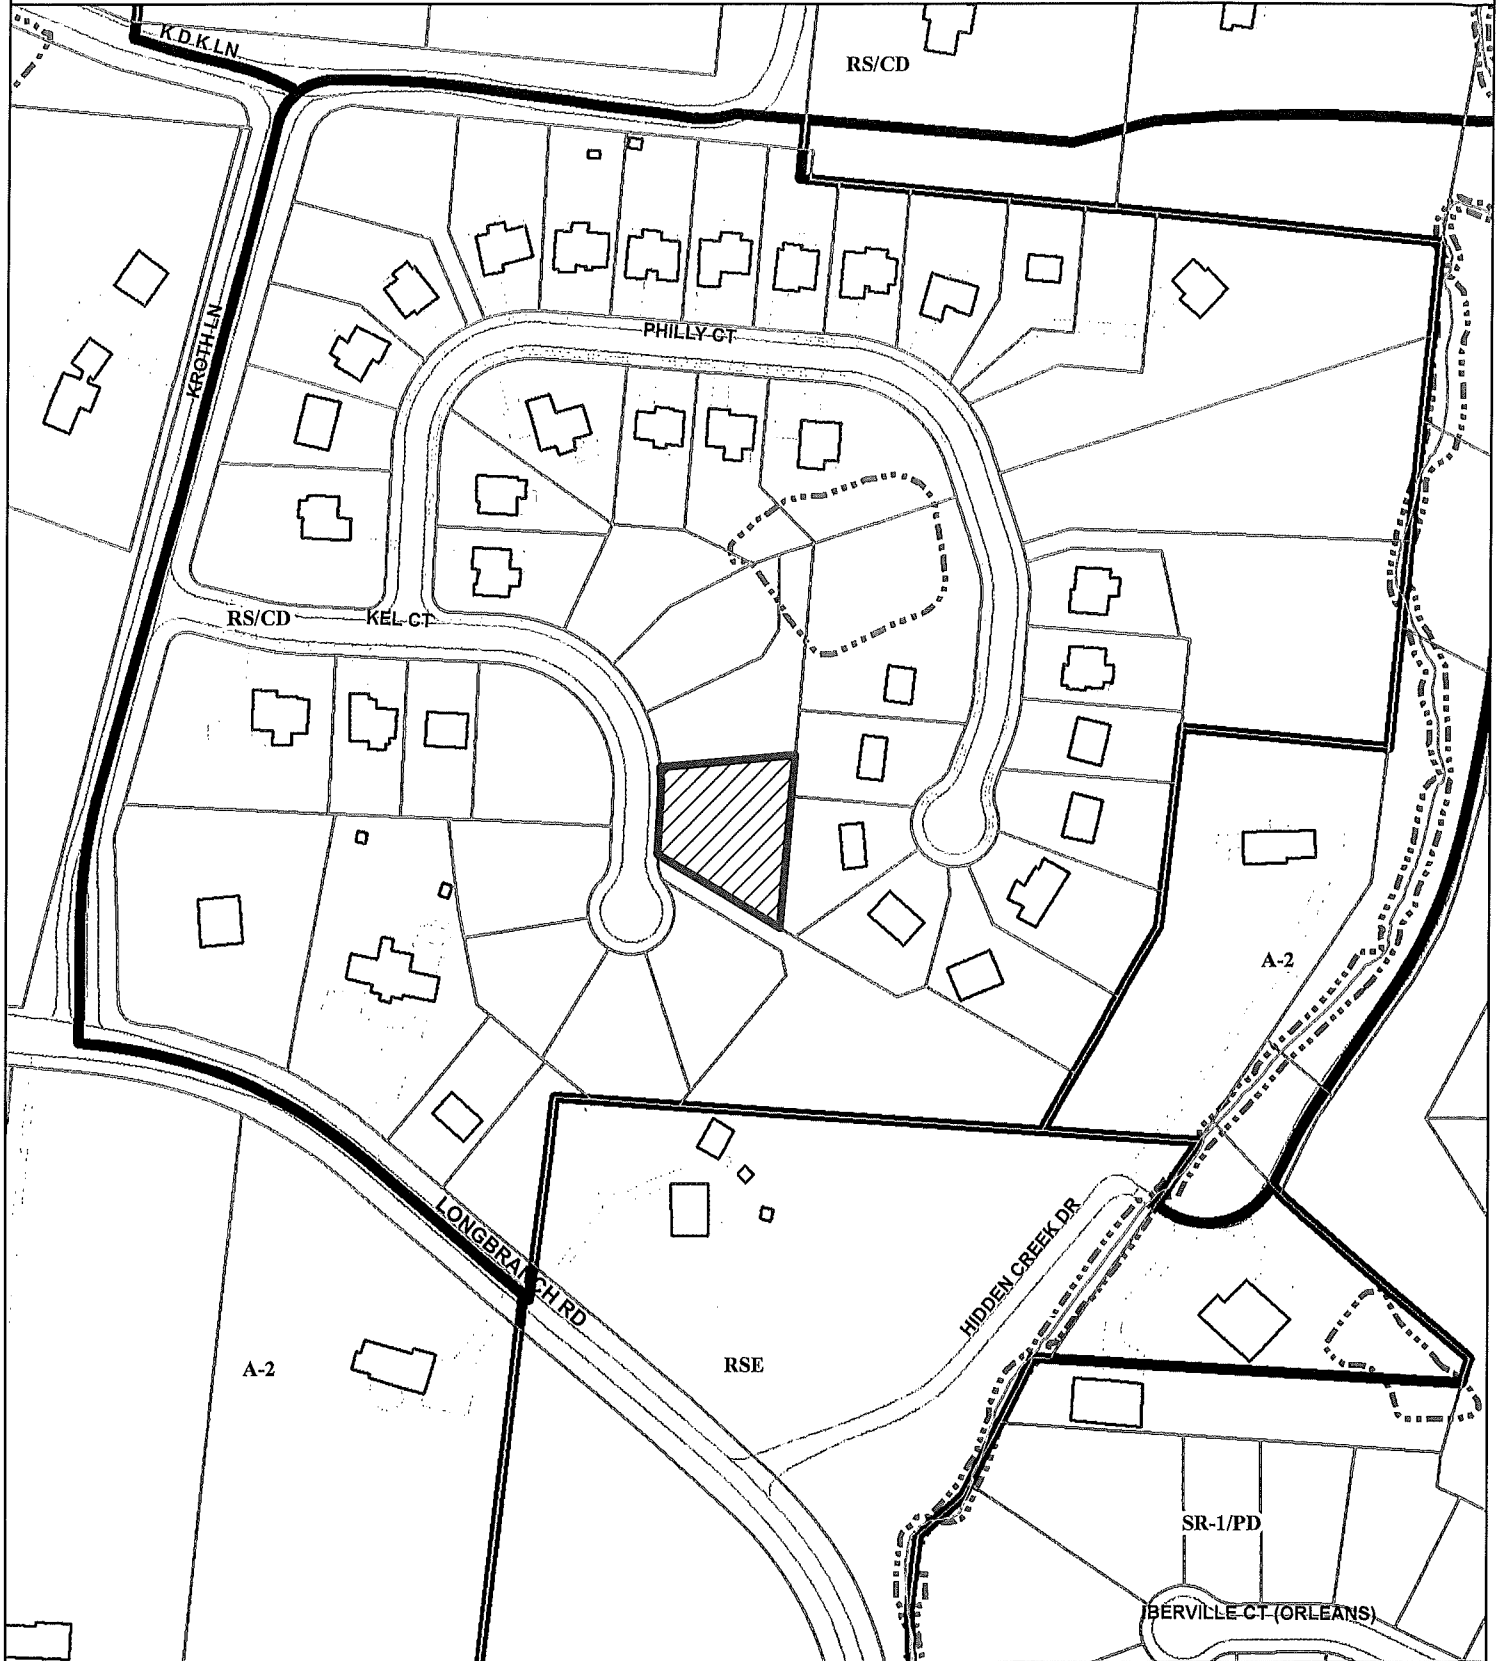 K D K LN
RS/CD
PHILLY CT
KROTH LN
RS/CD
KEL CT
A-2
LONGBRANCH RD
HIDDEN CREEK DR
A-2
RSE
SR-1/PD
IBERVILLE CT (ORLEANS)